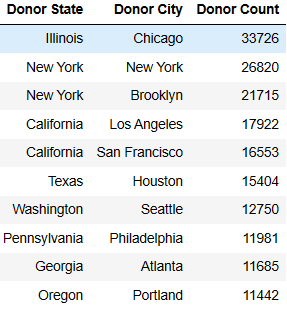 Donor State Donor City Donor Count
Illinois Chicago 33726
New York New York 26820
New York Brooklyn 21715
California Los Angeles 17922
California San Francisco 16553
Texas Houston 15404
Washington Seattle 12750
Pennsylvania Philadelphia 11981
Georgia Atlanta 11685
Oregon Portland 11442